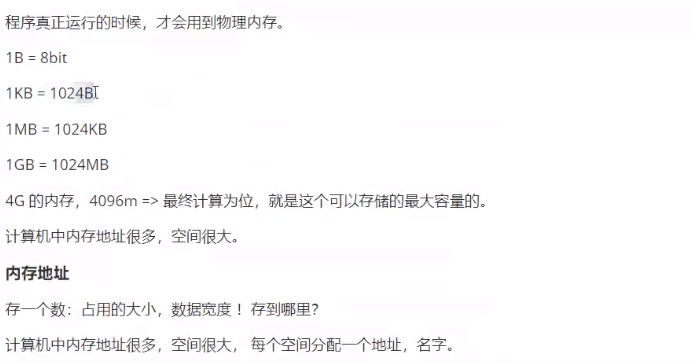 程序真正运行的时候，才会用到物理内存。
1B = 8bit
1KB = 1024B
1MB = 1024KB
1GB = 1024MB
4G 的内存，4096m => 最终计算为位，就是这个可以存储的最大容量的。
计算机中内存地址很多，空间很大。
内存地址
存一个数：占用的大小，数据宽度！存到哪里？
计算机中内存地址很多，空间很大， 每个空间分配一个地址，名字。